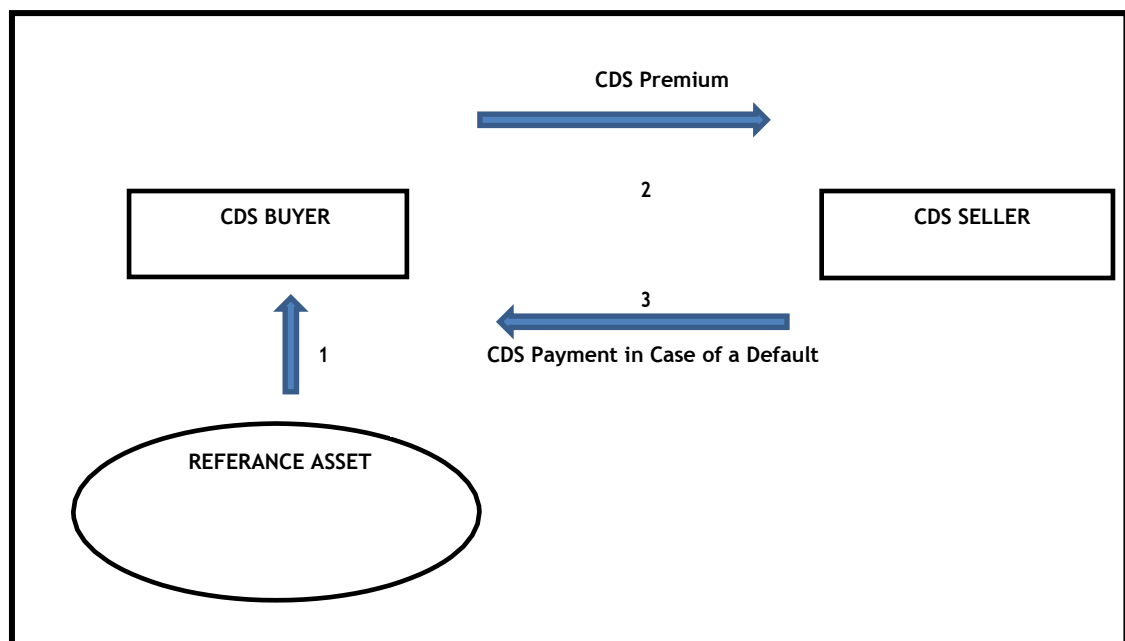 CDS Premium
2
CDS BUYER
CDS SELLER
3
CDS Payment in Case of a Default
1
REFERANCE ASSET